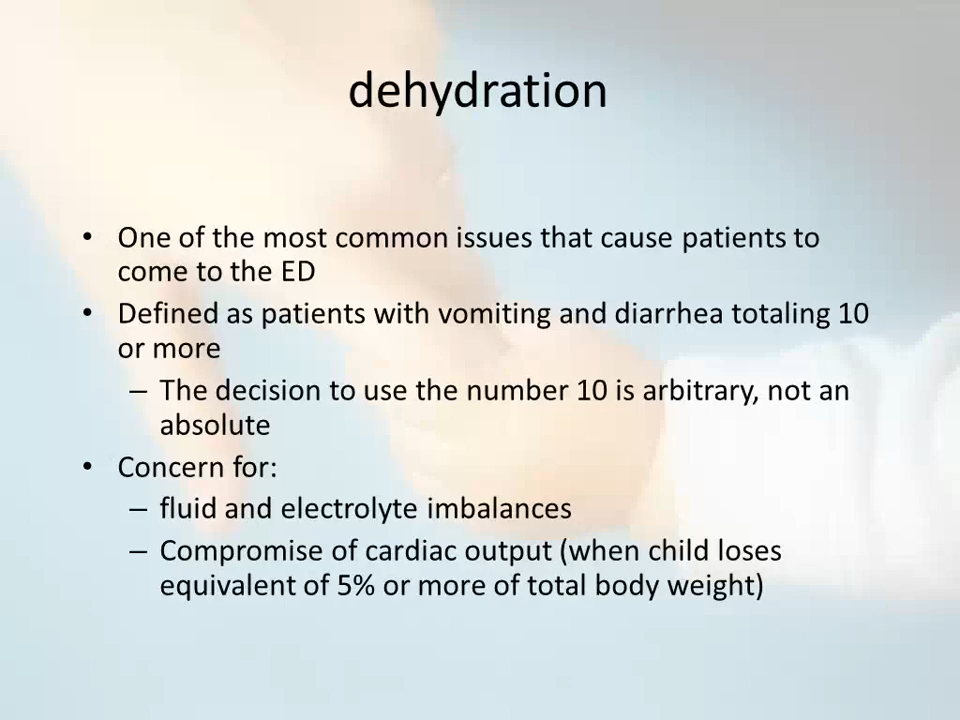 dehydration
• One of the most common issues that cause patients to
come to the ED
• Defined as patients with vomiting and diarrhea totaling 10
or more
– The decision to use the number 10 is arbitrary, not an
absolute
• Concern for:
– fluid and electrolyte imbalances
– Compromise of cardiac output (when child loses
equivalent of 5% or more of total body weight)